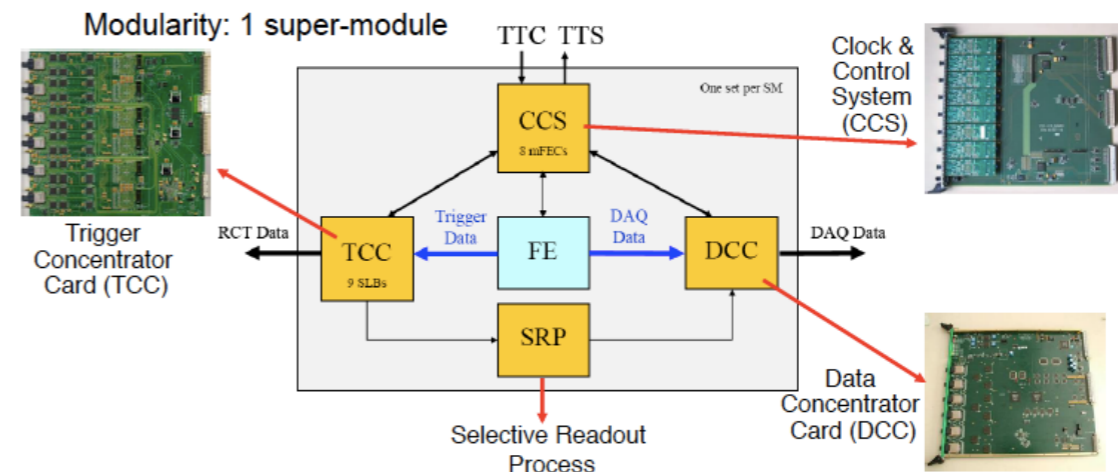 Modularity: 1 super-module
TTC TTS
One set per SM
CCS
8 mFECs
Clock &
Control
System
(CCS)
Trigger
Concentrator
Card (TCC)
RCT Data
TCC
9 SLBs
Trigger
Data
FE
DAQ
Data
DCC
DAQ Data
SRP
Selective Readout
Process
Data
Concentrator
Card (DCC)